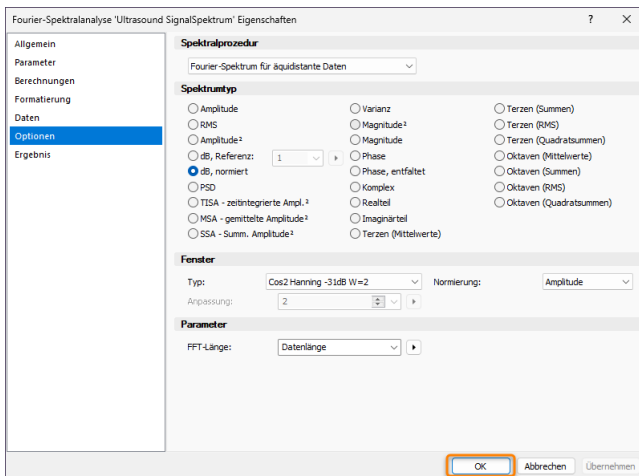 Fourier-Spektralanalyse 'Ultrasound SignalSpektrum' Eigenschaften ? ×
Allgemein
Parameter
Berechnungen
Formatierung
Daten
Optionen
Ergebnis
Spektralprozedur
Fourier-Spektrum für äquidistante Daten
Spektrumtyp
Amplitude
RMS
Amplitude²
dB, Referenz: 1
dB, normiert
PSD
TISA - zeitintegrierte Ampl.²
MSA - gemittelte Amplitude²
SSA - Summ. Amplitude²
Varianz
Magnitude²
Magnitude
Phase
Phase, entfaltet
Komplex
Realteil
Imaginärteil
Terzen (Mittelwerte)
Terzen (Summen)
Terzen (RMS)
Terzen (Quadratsummen)
Oktaven (Mittelwerte)
Oktaven (Summen)
Oktaven (RMS)
Oktaven (Quadratsummen)
Fenster
Typ: Cos2 Hanning -31dB W=2 Normierung: Amplitude
Anpassung: 2
Parameter
FFT-Länge: Datenlänge
OK Abbrechen Übernehmen